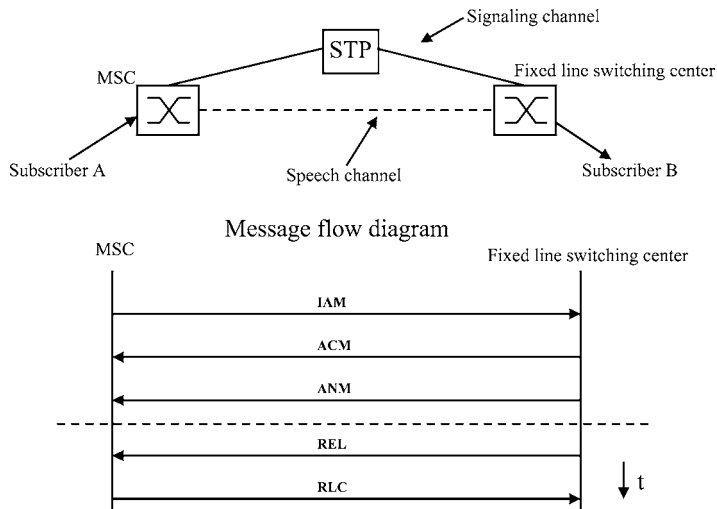 Signaling channel
STP
MSC
Fixed line switching center
Subscriber A
Speech channel
Subscriber B
Message flow diagram
MSC
Fixed line switching center
IAM
ACM
ANM
REL
t
RLC